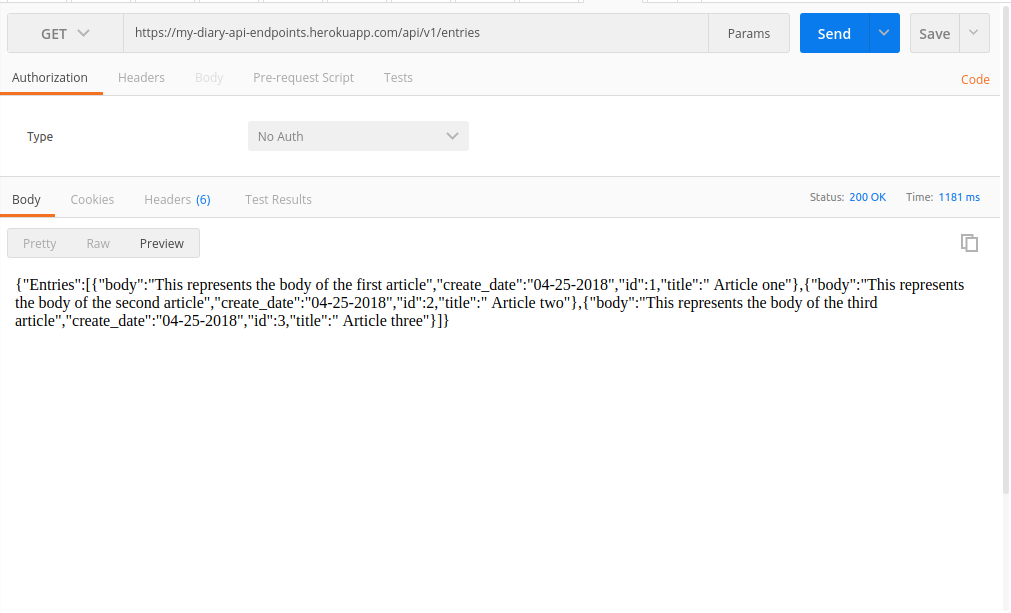 GET https://my-diary-api-endpoints.herokuapp.com/api/v1/entries Params Send Save
Authorization Headers Body Pre-request Script Tests Code
Type No Auth
Body Cookies Headers (6) Test Results Status: 200 OK Time: 1181 ms
Pretty Raw Preview
{"Entries":[{"body":"This represents the body of the first article","create_date":"04-25-2018","id":1,"title":" Article one"},{"body":"This represents
the body of the second article","create_date":"04-25-2018","id":2,"title":" Article two"},{"body":"This represents the body of the third
article","create_date":"04-25-2018","id":3,"title":" Article three"}]}